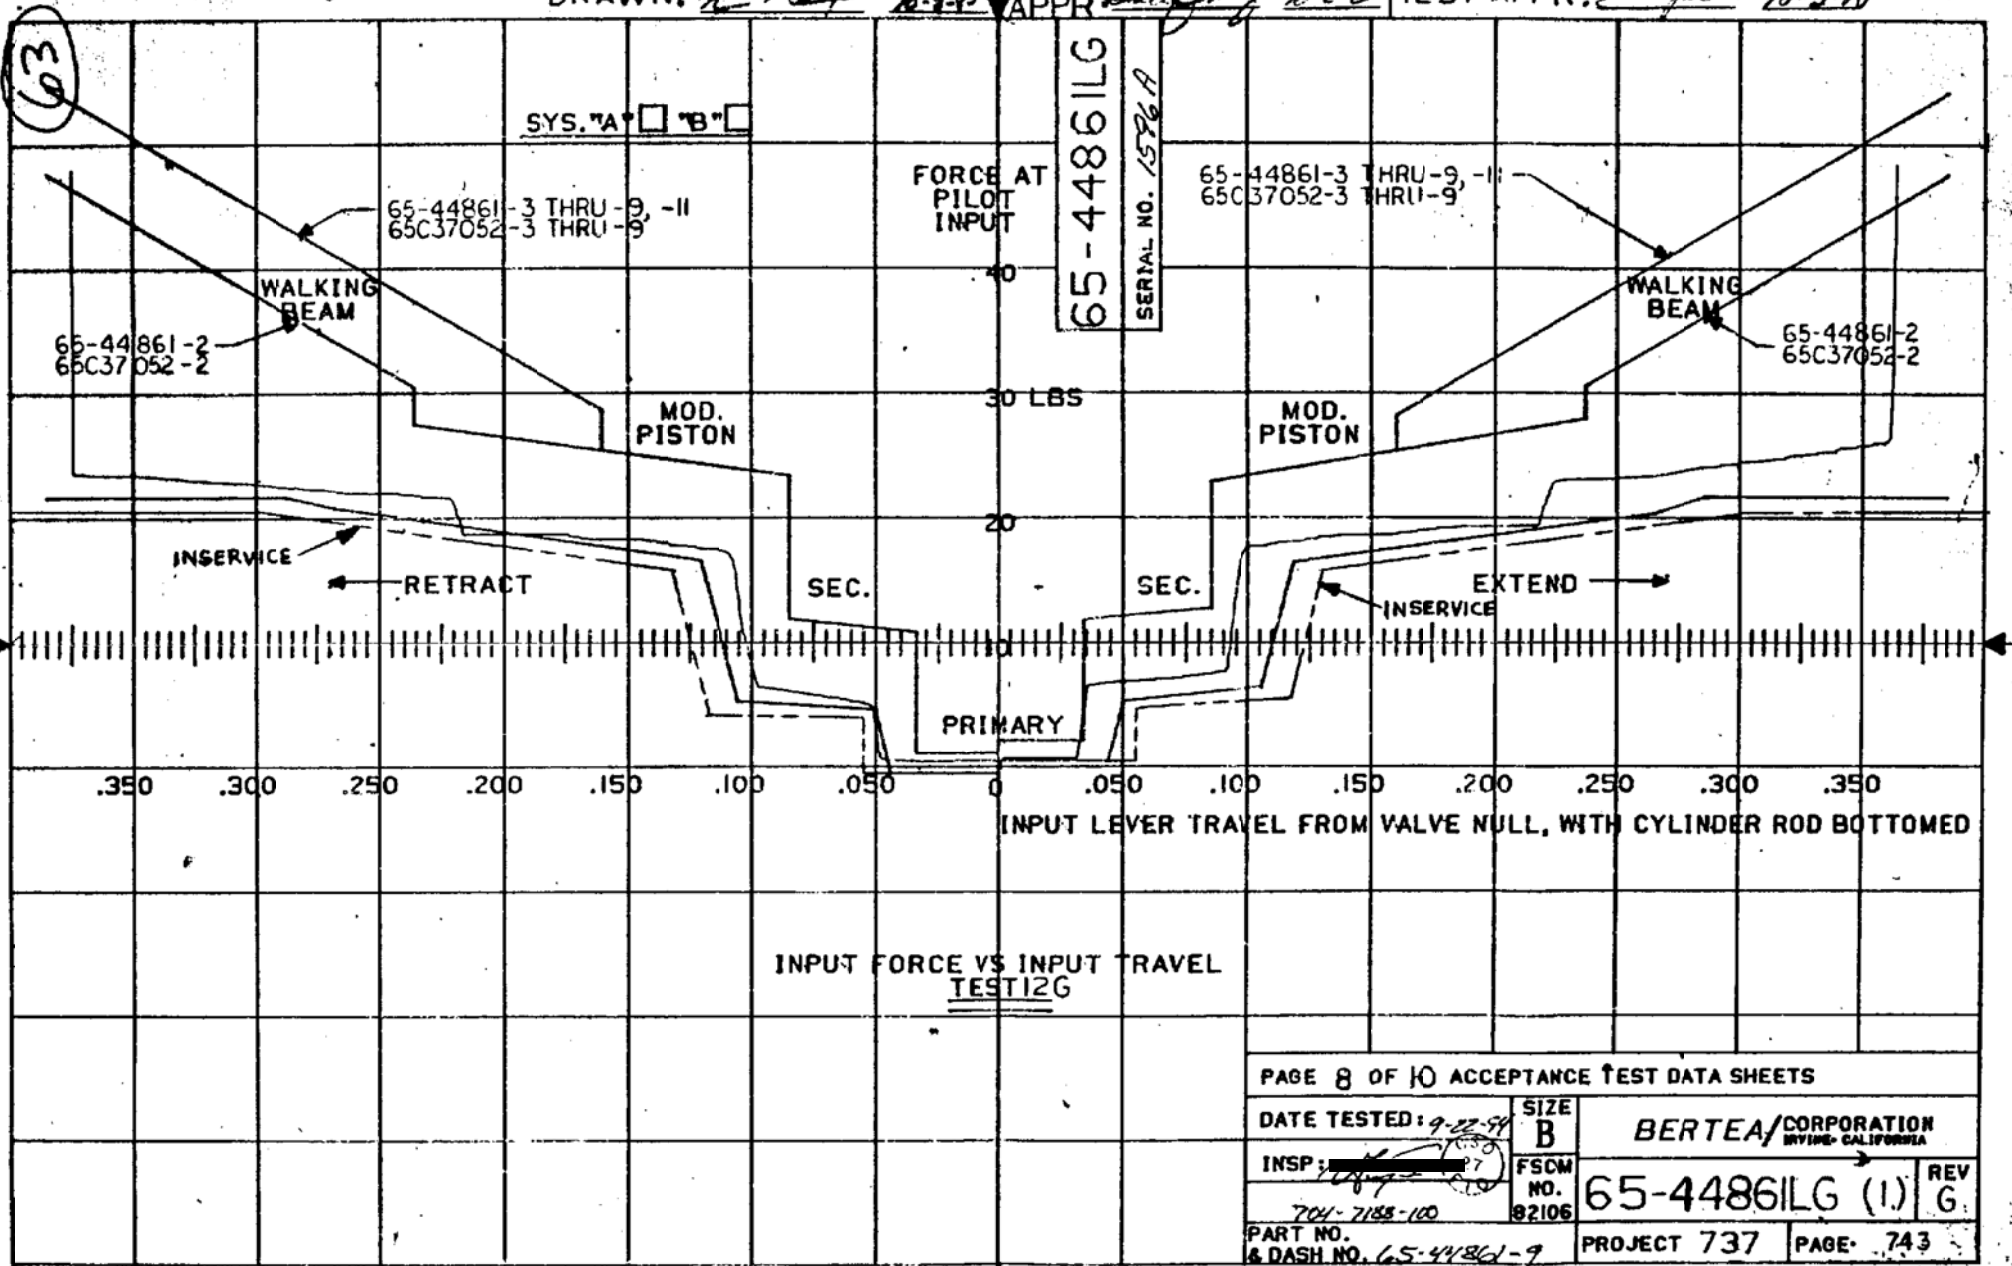 DRAWN:
APPR
TEST APPR.
63
SYS. "A" "B"
65-44861LG
SERIAL NO. 1596A
FORCE AT
PILOT
INPUT
65-44861-3 THRU -9, -11
65C37052-3 THRU -9
65-44861-3 THRU -9, -11
65C37052-3 THRU -9
40
WALKING
BEAM
WALKING
BEAM
65-44861-2
65C37052-2
65-44861-2
65C37052-2
30 LBS
MOD.
PISTON
MOD.
PISTON
20
INSERVICE
RETRACT
SEC.
SEC.
EXTEND
INSERVICE
10
PRIMARY
.350 .300 .250 .200 .150 .100 .050 0 .050 .100 .150 .200 .250 .300 .350
INPUT LEVER TRAVEL FROM VALVE NULL, WITH CYLINDER ROD BOTTOMED
INPUT FORCE VS INPUT TRAVEL
TEST 12G
PAGE 8 OF 10 ACCEPTANCE TEST DATA SHEETS
DATE TESTED: 9-22-94
SIZE
B
BERTEA/CORPORATION
IRVINE, CALIFORNIA
INSP:
FSCM
NO.
82106
65-44861LG (1.)
REV
G
704-7188-100
PART NO.
& DASH NO. 65-44861-9
PROJECT 737
PAGE. 743